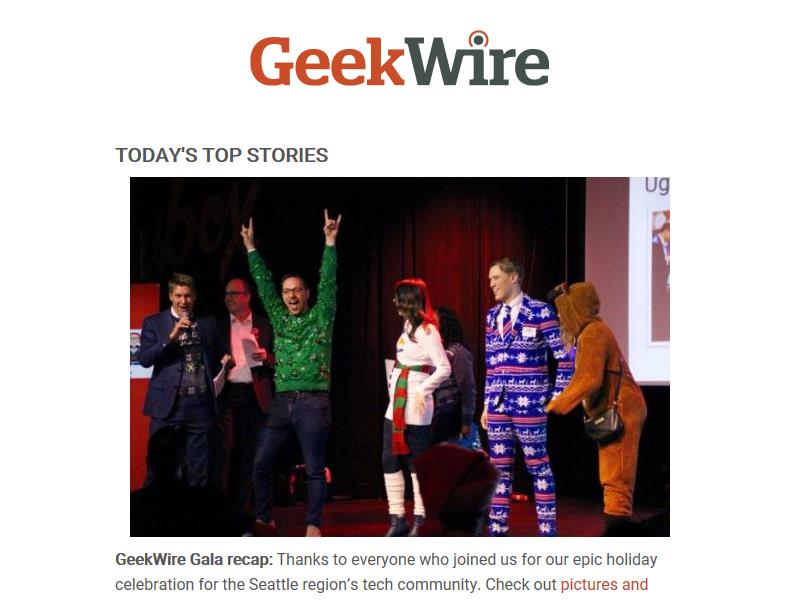 GeekWire
TODAY'S TOP STORIES
Ug
GeekWire Gala recap: Thanks to everyone who joined us for our epic holiday
celebration for the Seattle region's tech community. Check out pictures and